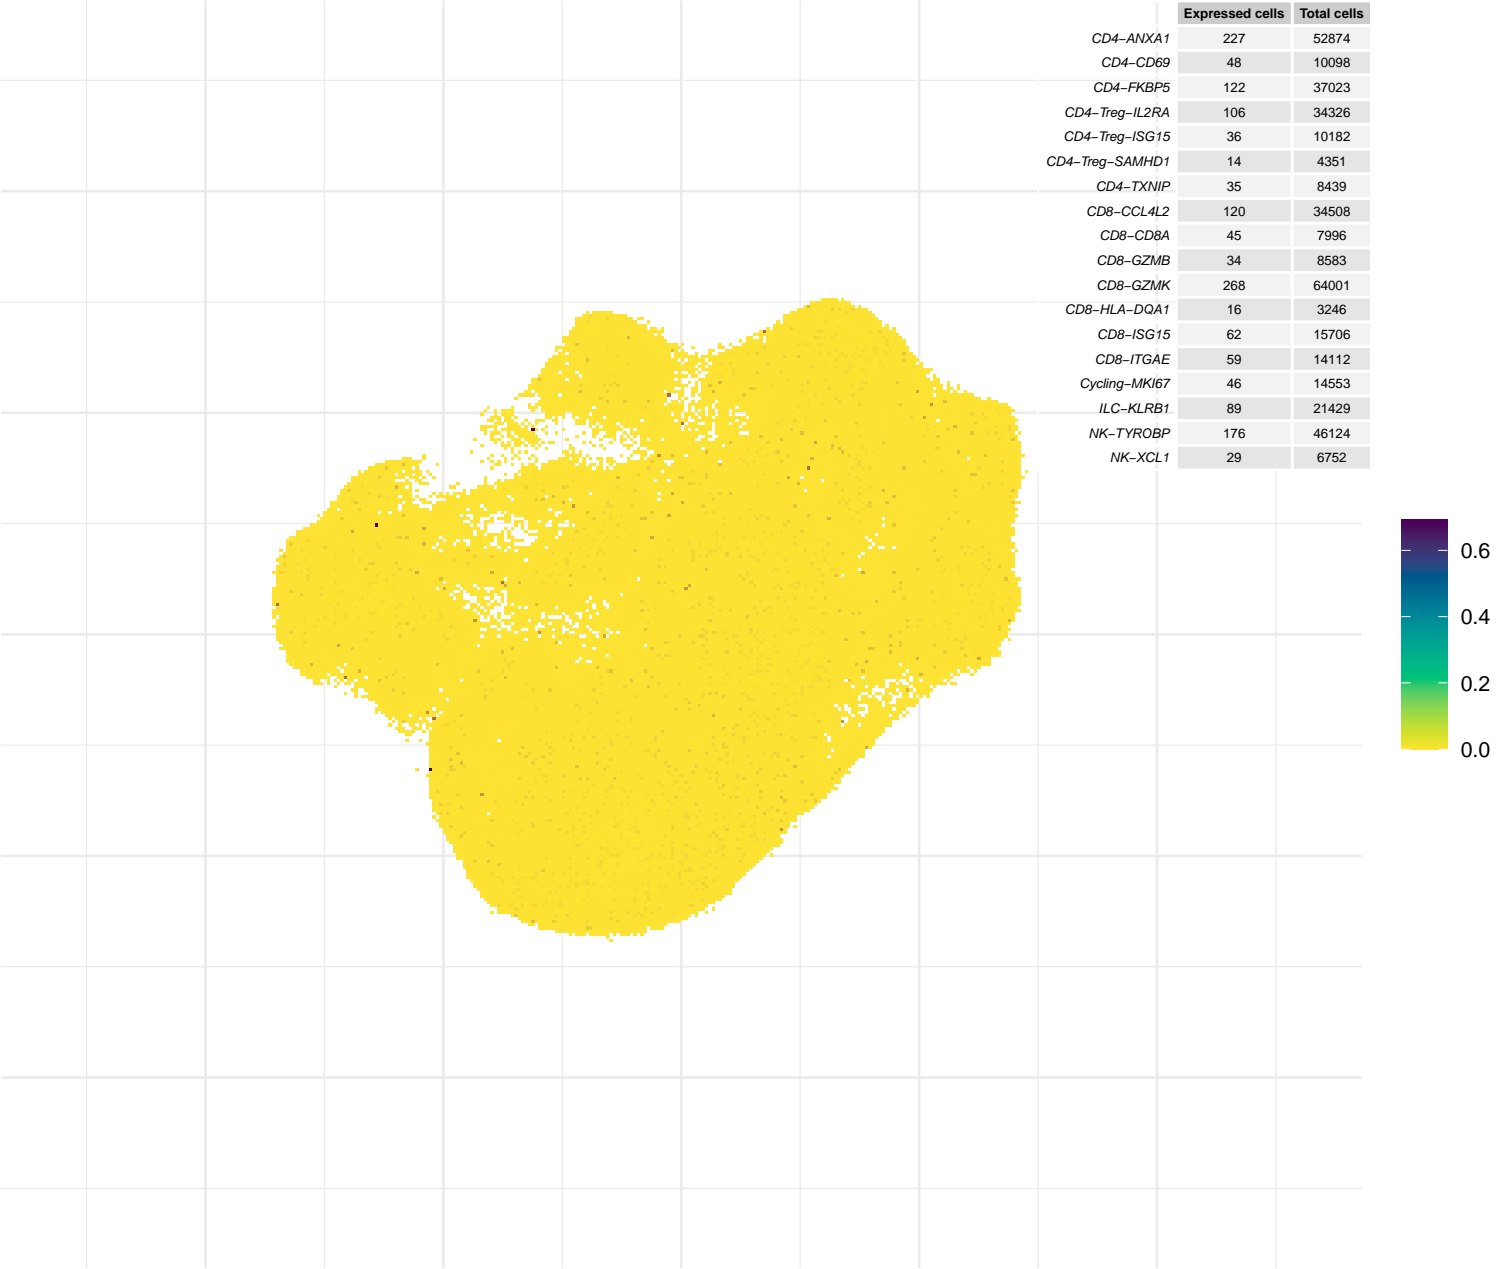 Expressed cells Total cells
CD4−ANXA1 227 52874
CD4−CD69 48 10098
CD4−FKBP5 122 37023
CD4−Treg−IL2RA 106 34326
CD4−Treg−ISG15 36 10182
CD4−Treg−SAMHD1 14 4351
CD4−TXNIP 35 8439
CD8−CCL4L2 120 34508
CD8−CD8A 45 7996
CD8−GZMB 34 8583
CD8−GZMK 268 64001
CD8−HLA−DQA1 16 3246
CD8−ISG15 62 15706
CD8−ITGAE 59 14112
Cycling−MKI67 46 14553
ILC−KLRB1 89 21429
NK−TYROBP 176 46124
NK−XCL1 29 6752
0.6
0.4
0.2
0.0